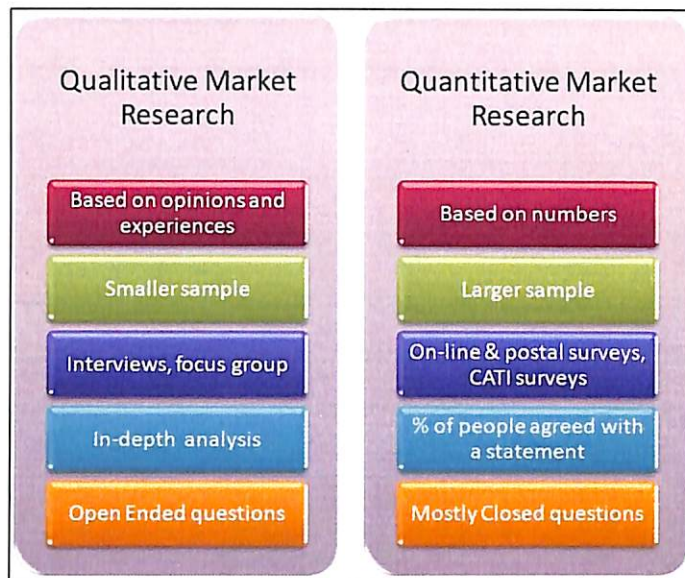 Qualitative Market
Research
Based on opinions and
experiences
Smaller sample
Interviews, focus group
In-depth analysis
Open Ended questions
Quantitative Market
Research
Based on numbers
Larger sample
On-line & postal surveys,
CATI surveys
% of people agreed with
a statement
Mostly Closed questions